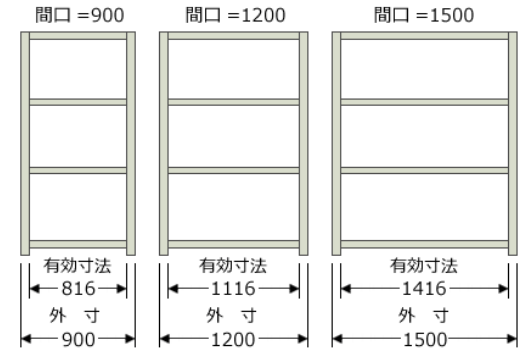 間口 =900
間口 =1200
間口 =1500
有効寸法
816
外 寸
900
有効寸法
1116
外 寸
1200
有効寸法
1416
外 寸
1500